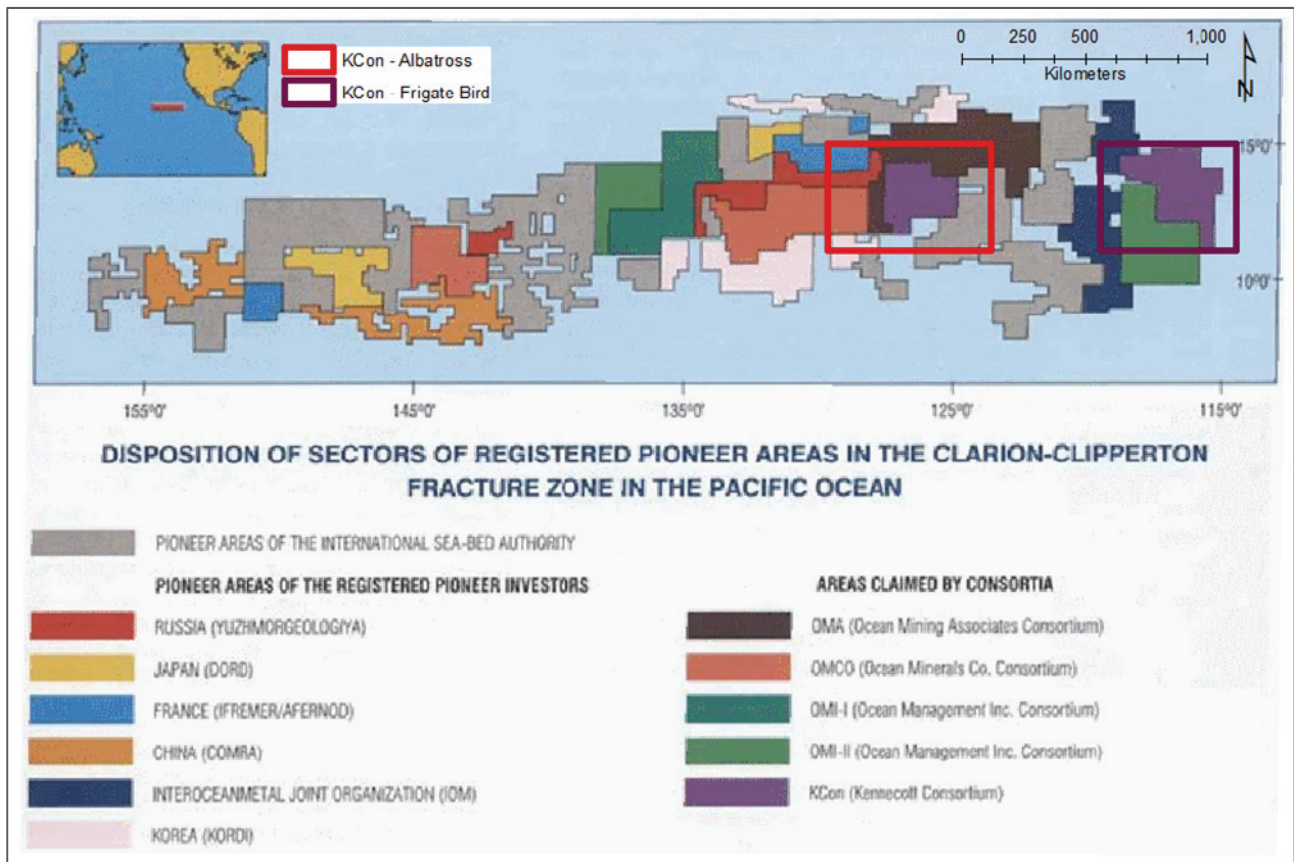 KCon - Albatross
KCon - Frigate Bird
0 250 500 1,000
Kilometers
N
15°0'
10°0'
155°0' 145°0' 135°0' 125°0' 115°0'
DISPOSITION OF SECTORS OF REGISTERED PIONEER AREAS IN THE CLARION-CLIPPERTON
FRACTURE ZONE IN THE PACIFIC OCEAN
PIONEER AREAS OF THE INTERNATIONAL SEA-BED AUTHORITY
PIONEER AREAS OF THE REGISTERED PIONEER INVESTORS
RUSSIA (YUZHMORGEOLOGIYA)
JAPAN (DORD)
FRANCE (IFREMER/AFERNOD)
CHINA (COMRA)
INTEROCEANMETAL JOINT ORGANIZATION (IOM)
KOREA (KORDI)
AREAS CLAIMED BY CONSORTIA
OMA (Ocean Mining Associates Consortium)
OMCO (Ocean Minerals Co. Consortium)
OMI-I (Ocean Management Inc. Consortium)
OMI-II (Ocean Management Inc. Consortium)
KCon (Kennecott Consortium)